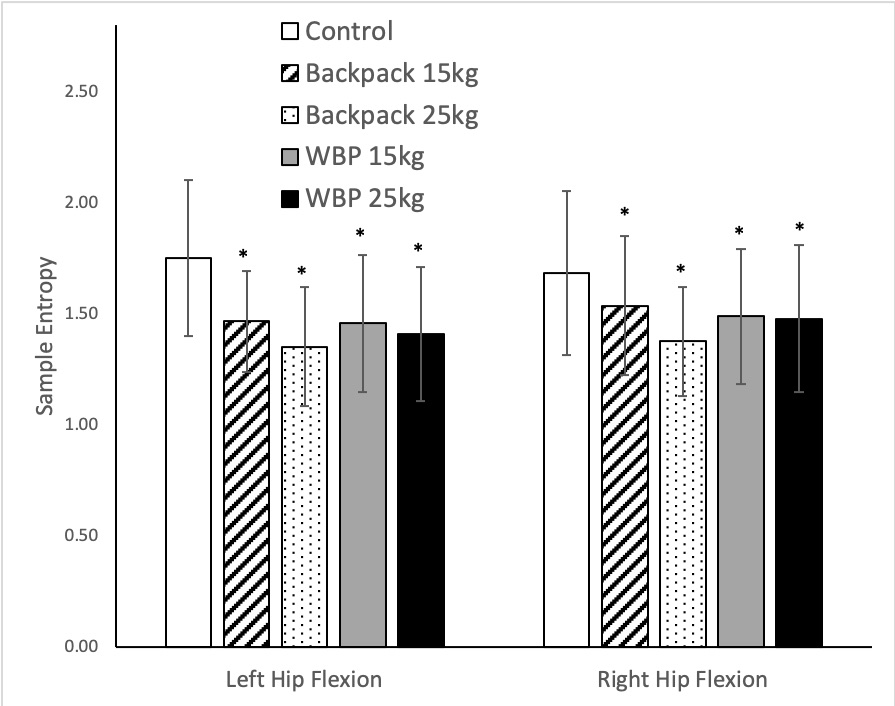 Control
Backpack 15kg
Backpack 25kg
WBP 15kg
WBP 25kg
2.50
2.00
1.50
1.00
0.50
0.00
Sample Entropy
* * * *
* * * *
Left Hip Flexion
Right Hip Flexion